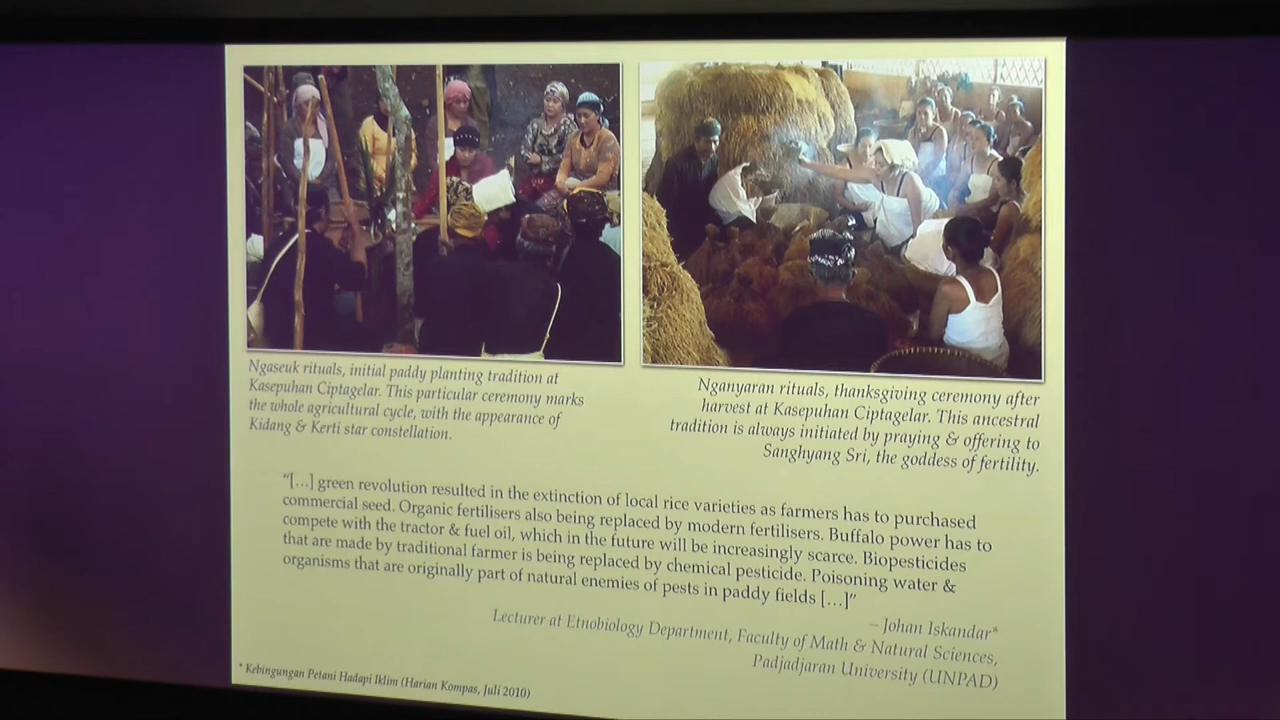 Ngaseuk rituals, initial paddy planting tradition at
Kasepuhan Ciptagelar. This particular ceremony marks
the whole agricultural cycle, with the appearance of
Kidang & Kerti star constellation.
Nganyaran rituals, thanksgiving ceremony after
harvest at Kasepuhan Ciptagelar. This ancestral
tradition is always initiated by praying & offering to
Sanghyang Sri, the goddess of fertility.
“[…] green revolution resulted in the extinction of local rice varieties as farmers has to purchased
commercial seed. Organic fertilisers also being replaced by modern fertilisers. Buffalo power has to
compete with the tractor & fuel oil, which in the future will be increasingly scarce. Biopesticides
that are made by traditional farmer is being replaced by chemical pesticide. Poisoning water &
organisms that are originally part of natural enemies of pests in paddy fields […]”
– Johan Iskandar*
Lecturer at Etnobiology Department, Faculty of Math & Natural Sciences,
Padjadjaran University (UNPAD)
* Kebingungan Petani Hadapi Iklim (Harian Kompas, Juli 2010)